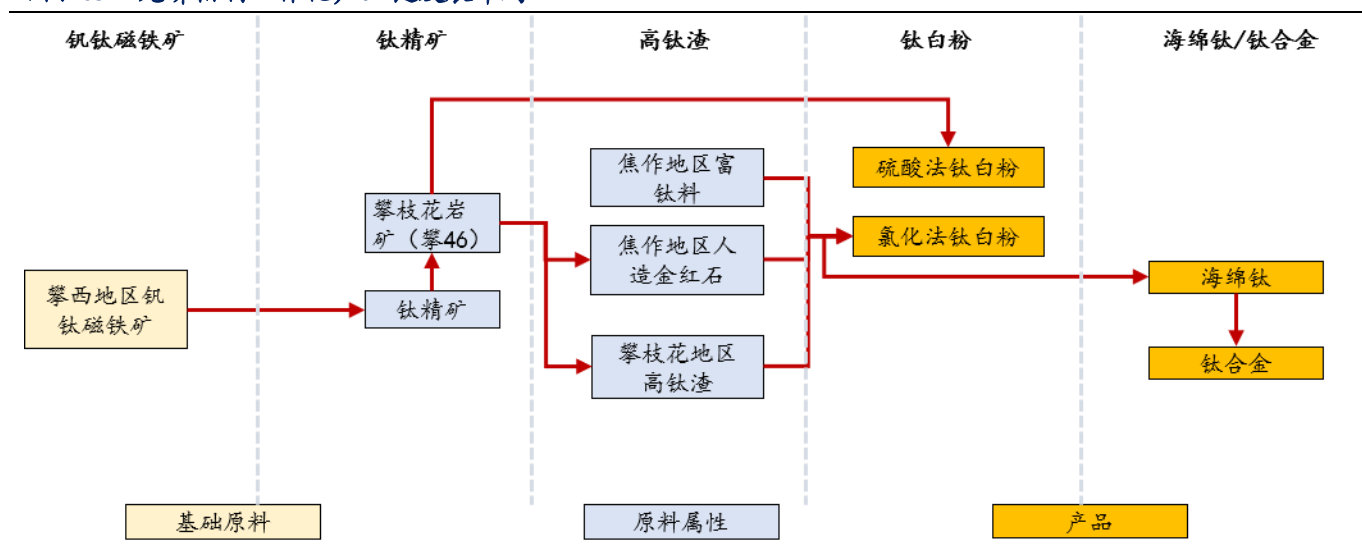 钒钛磁铁矿
钛精矿
高钛渣
钛白粉
海绵钛/钛合金
焦作地区富
钛料
硫酸法钛白粉
攀枝花岩
矿（攀46）
焦作地区人
造金红石
氯化法钛白粉
攀西地区钒
钛磁铁矿
钛精矿
海绵钛
攀枝花地区
高钛渣
钛合金
基础原料
原料属性
产品